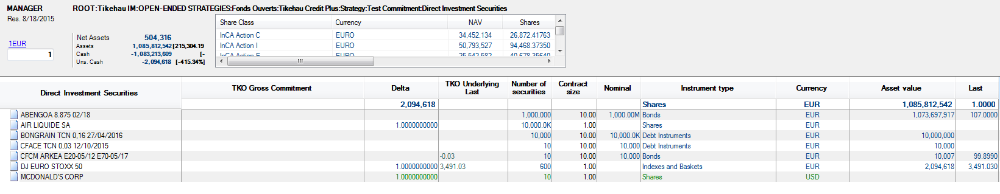 MANAGER
ROOT:Tikehau IM:OPEN-ENDED STRATEGIES:Fonds Ouverts:Tikehau Credit Plus:Strategy:Test Commitment:Direct Investment Securities
Res. 8/18/2015
Share Class Currency NAV Shares
InCA Action C EURO 34,452,134 26,872.41763
InCA Action I EURO 50,793,527 94,468.37350
Net Assets 504,316
Assets 1,085,812,542 [215,304.19
Cash -1,083,213,609 [-
Uns. Cash -2,094,618 [-415.34%]
1EUR
1
Direct Investment Securities TKO Gross Commitment Delta TKO Underlying Last Number of securities Contract size Nominal Instrument type Currency Asset value Last
2,094,618 Shares EUR 1,085,812,542 1.0000
ABENGOA 8.875 02/18 1,000,000 10.00 1,000.00M Bonds EUR 1,073,697,917 107.0000
AIR LIQUIDE SA 1.0000000000 10,000.0K 1.00 Shares EUR
BONGRAIN TCN 0,16 27/04/2016 10,000 10.00 10,000.0K Debt Instruments EUR 10,000,000
CFACE TCN 0,03 12/10/2015 10 10.00 10,000 Debt Instruments EUR 10,000
CFCM ARKEA E20-05/12 E70-05/17 -0.03 10 10.00 10,000 Bonds EUR 10,007 99.8990
DJ EURO STOXX 50 1.0000000000 3,491.03 600 1.00 Indexes and Baskets EUR 2,094,618 3,491.030
MCDONALD'S CORP 1.0000000000 10 1.00 Shares USD